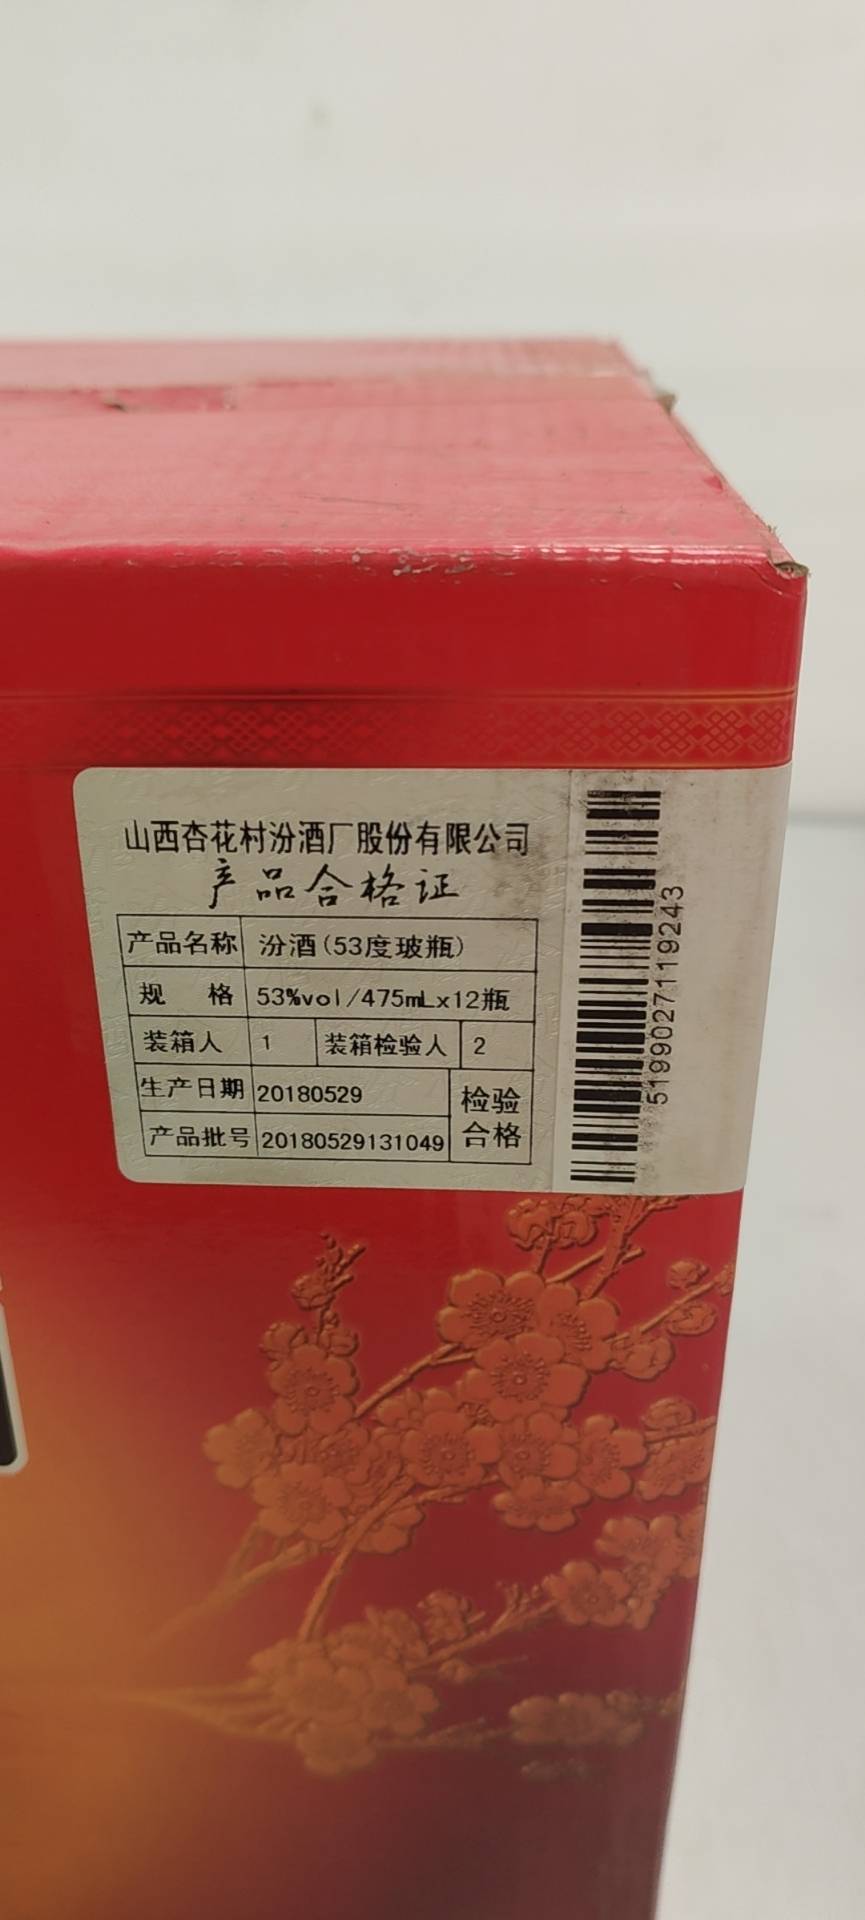 山西杏花村汾酒厂股份有限公司
产品合格证
产品名称 汾酒(53度玻瓶)
规 格 53%vol/475mLx12瓶
装箱人 1 装箱检验人 2
生产日期 20180529 检验
产品批号 20180529131049 合格
5199027119243